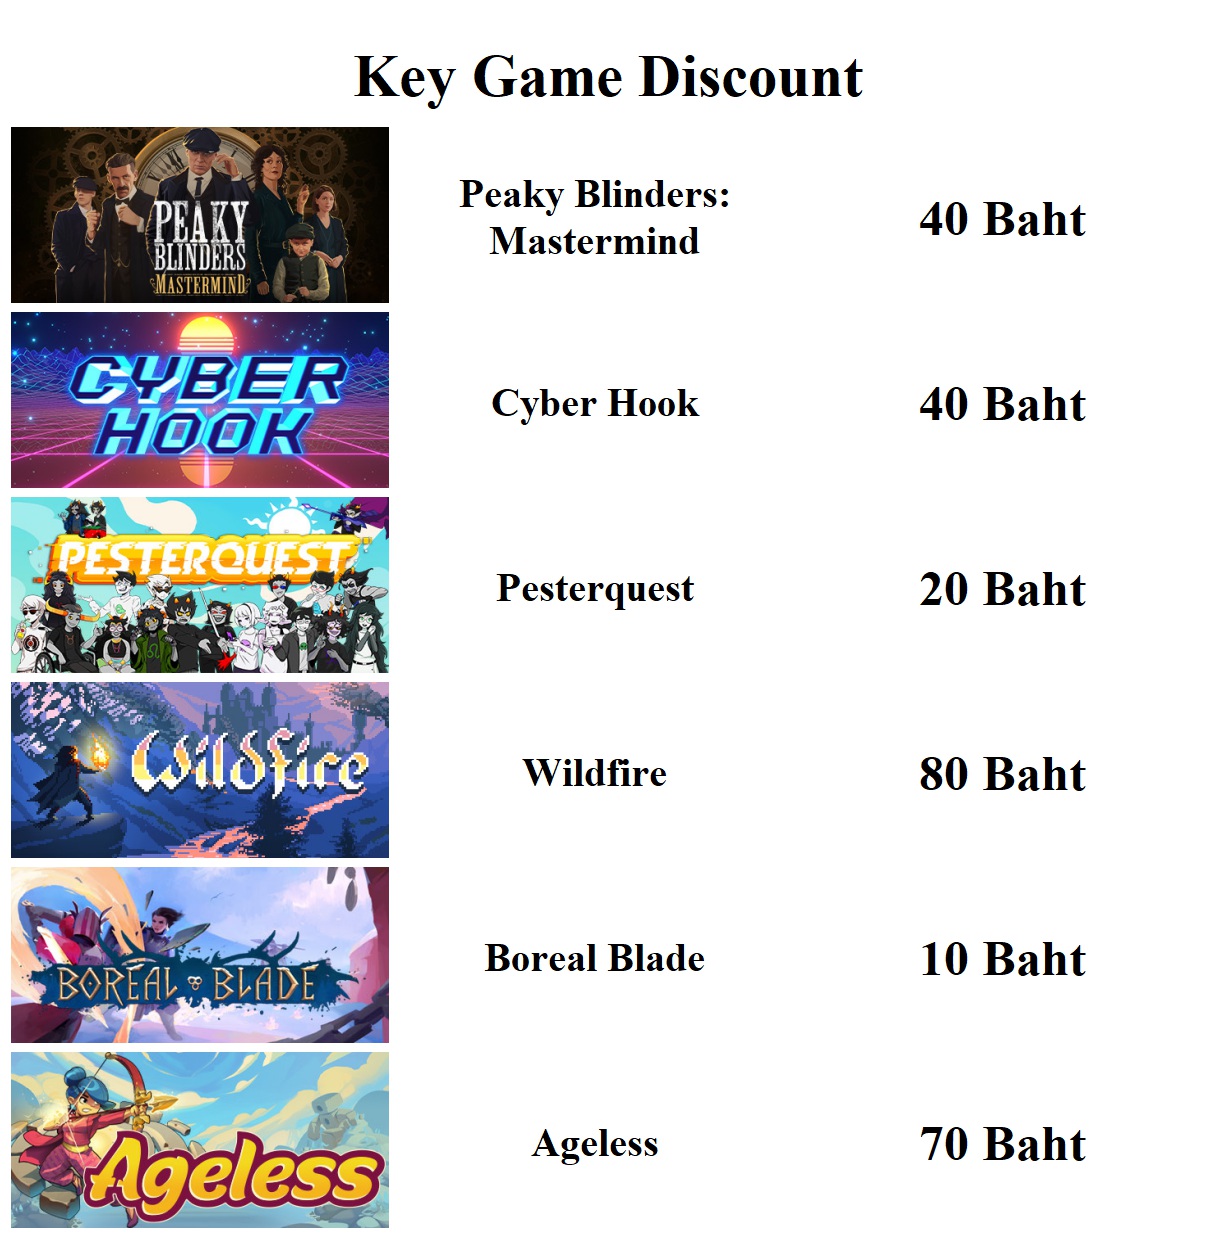 Key Game Discount
PEAKY
BLINDERS
MASTERMIND
Peaky Blinders:
Mastermind
40 Baht
CYBER
HOOK
Cyber Hook
40 Baht
PESTERQUEST
Pesterquest
20 Baht
Wildfire
Wildfire
80 Baht
BOREAL BLADE
Boreal Blade
10 Baht
Ageless
Ageless
70 Baht